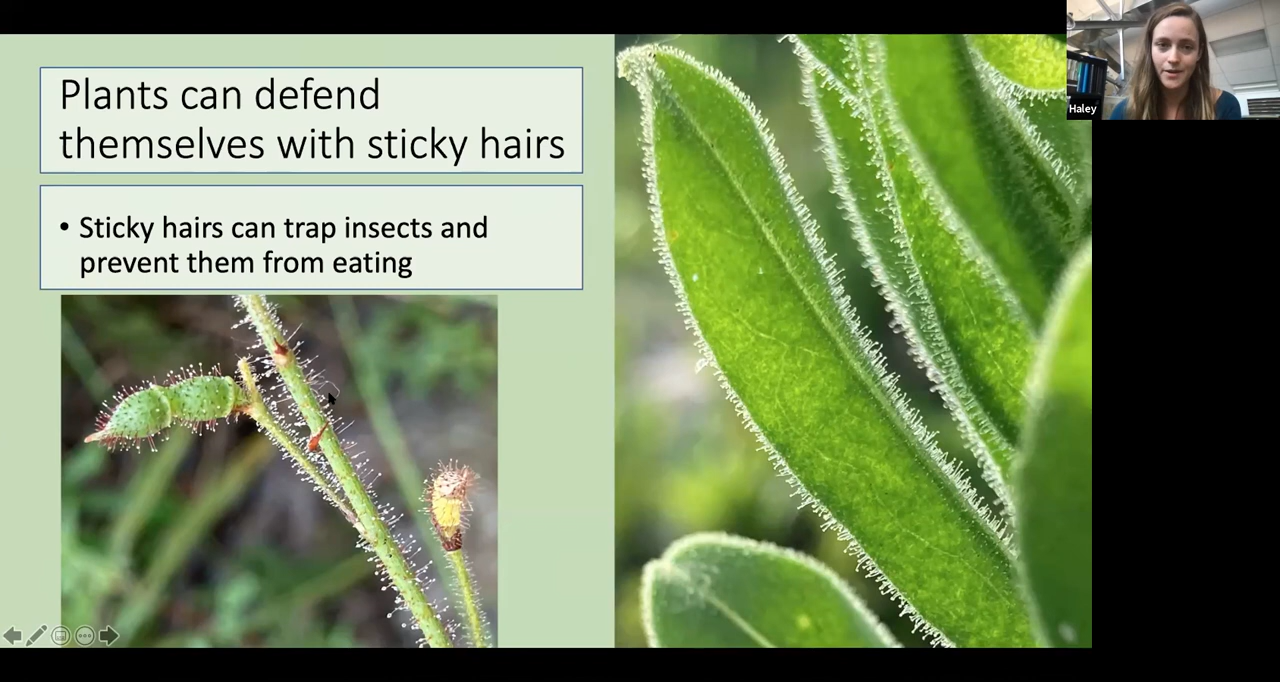 Plants can defend
themselves with sticky hairs
• Sticky hairs can trap insects and
prevent them from eating
Haley